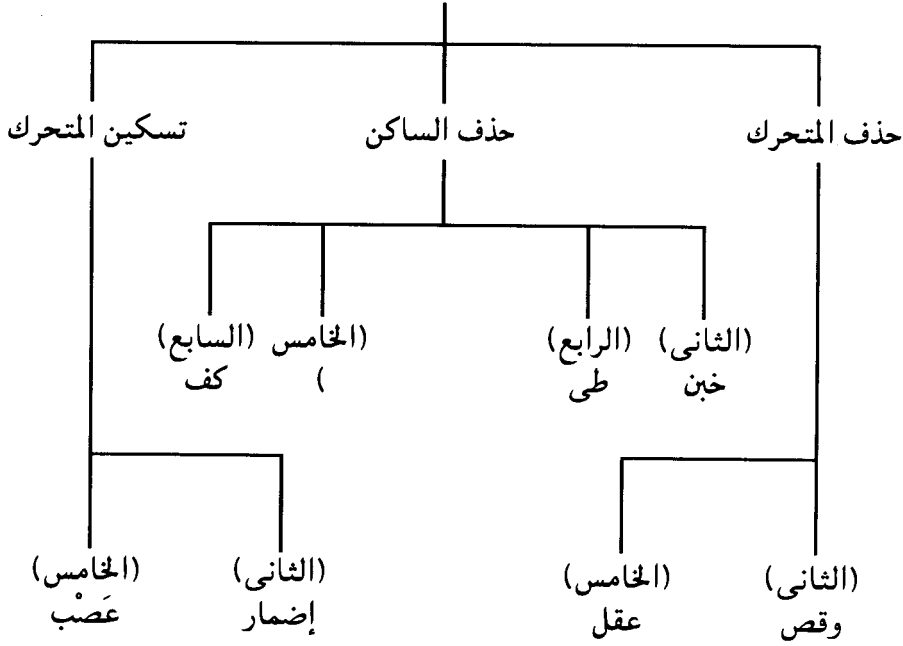 حذف المتحرك
حذف الساكن
تسكين المتحرك
(الثانى)
خبن
(الرابع)
طى
(الخامس
)
(السابع)
كف
(الثانى)
وقص
(الخامس)
عقل
(الثانى)
إضمار
(الخامس)
عَصْب